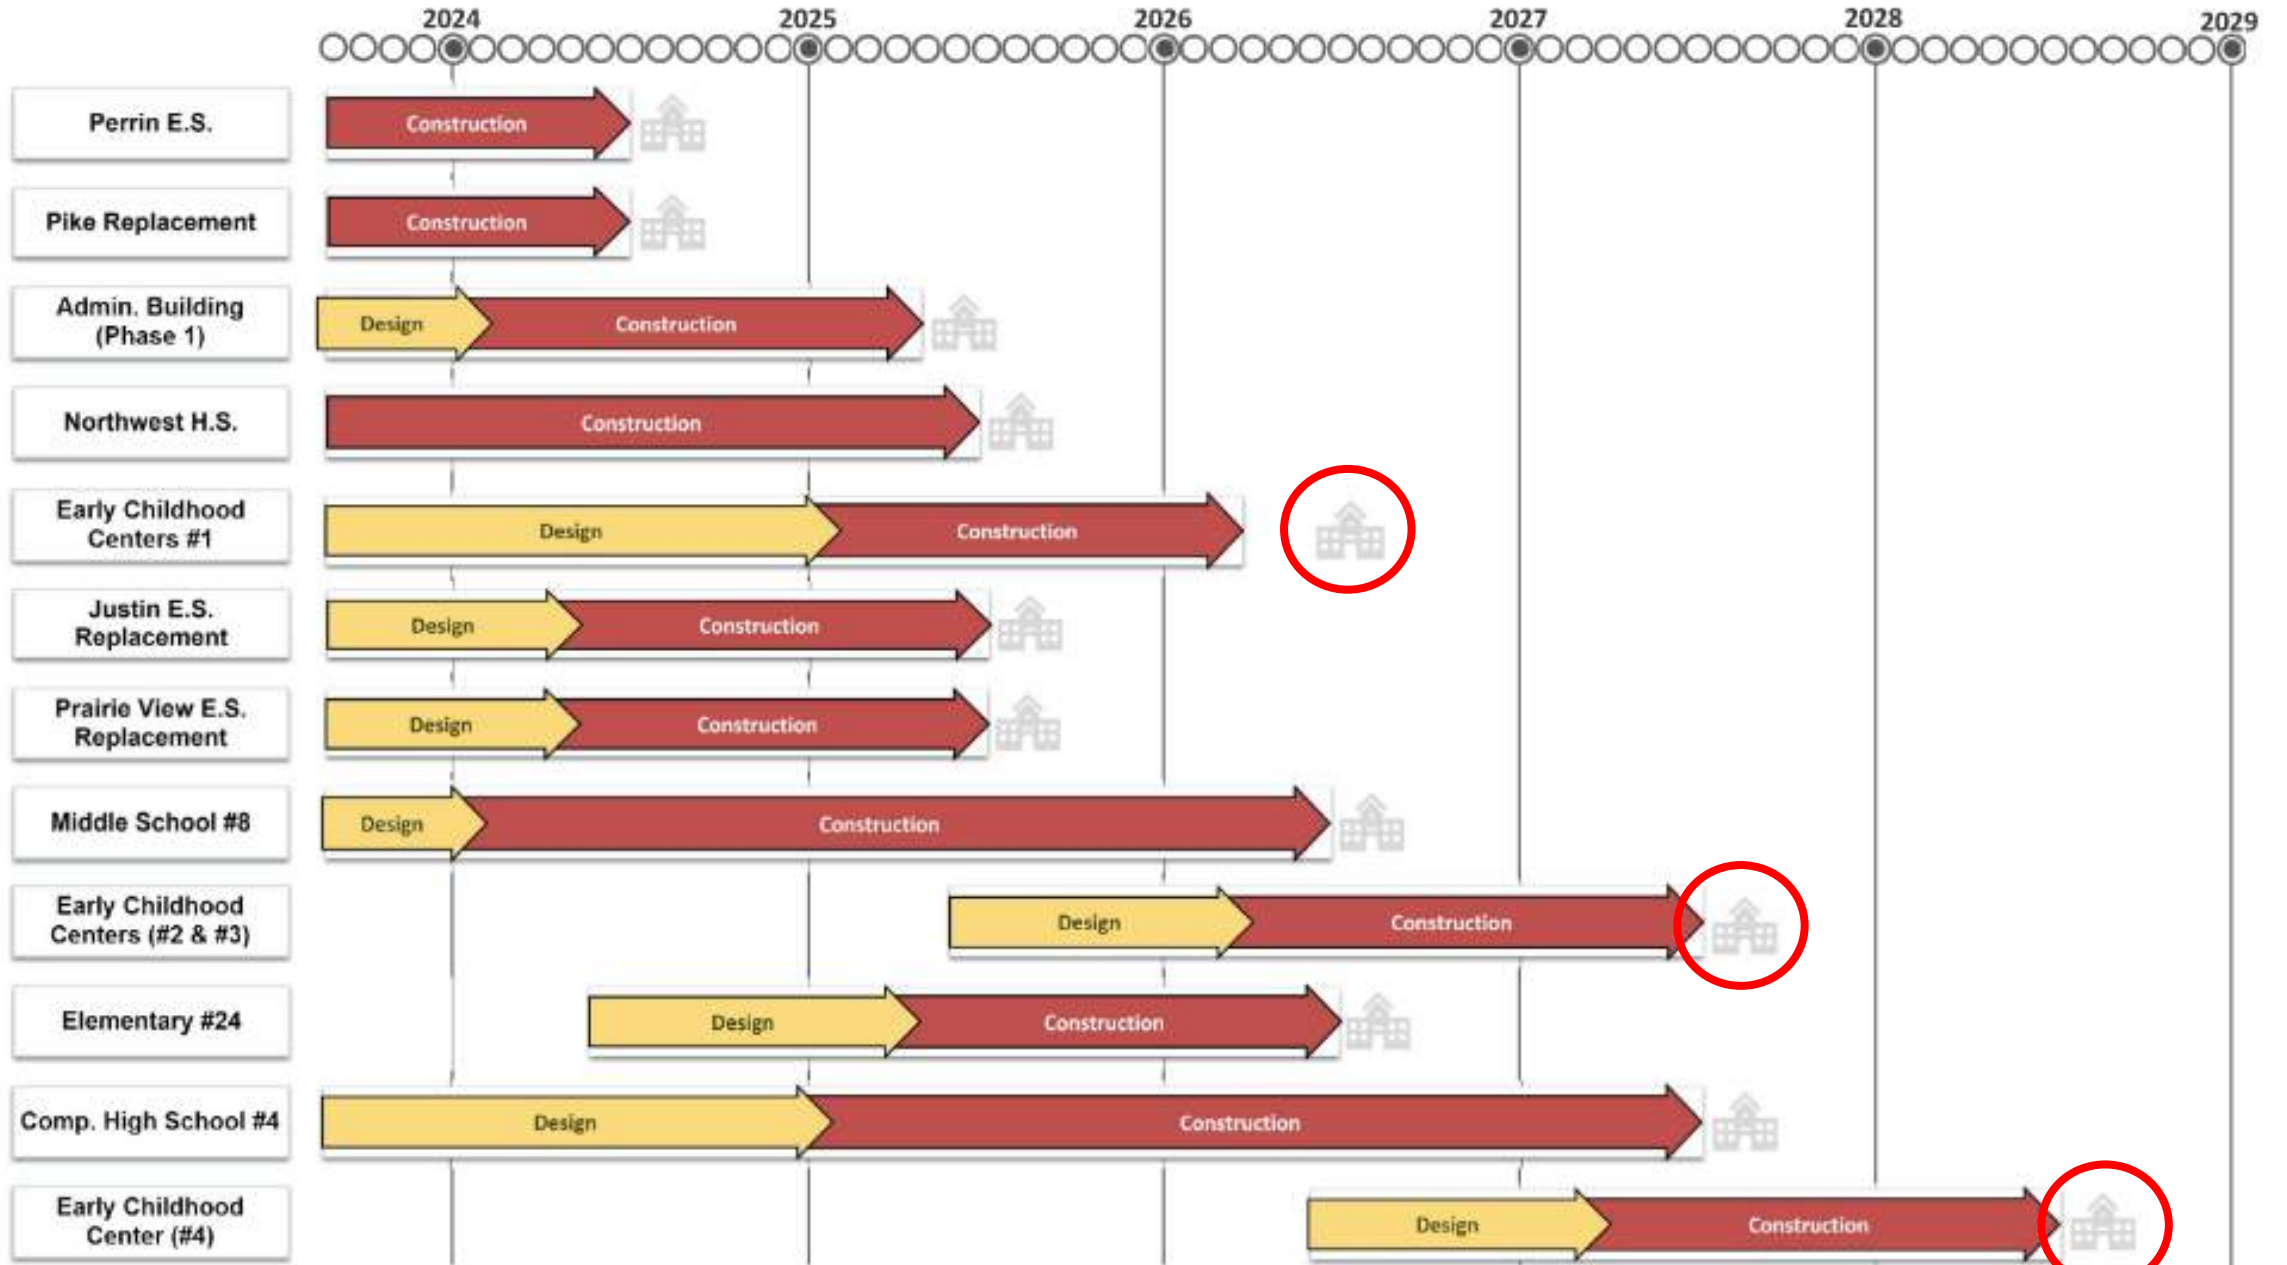 2024 2025 2026 2027 2028 2029
Perrin E.S.
Construction
Pike Replacement
Construction
Admin. Building
(Phase 1)
Design Construction
Northwest H.S.
Construction
Early Childhood
Centers #1
Design Construction
Justin E.S.
Replacement
Design Construction
Prairie View E.S.
Replacement
Design Construction
Middle School #8
Design Construction
Early Childhood
Centers (#2 & #3)
Design Construction
Elementary #24
Design Construction
Comp. High School #4
Design Construction
Early Childhood
Center (#4)
Design Construction